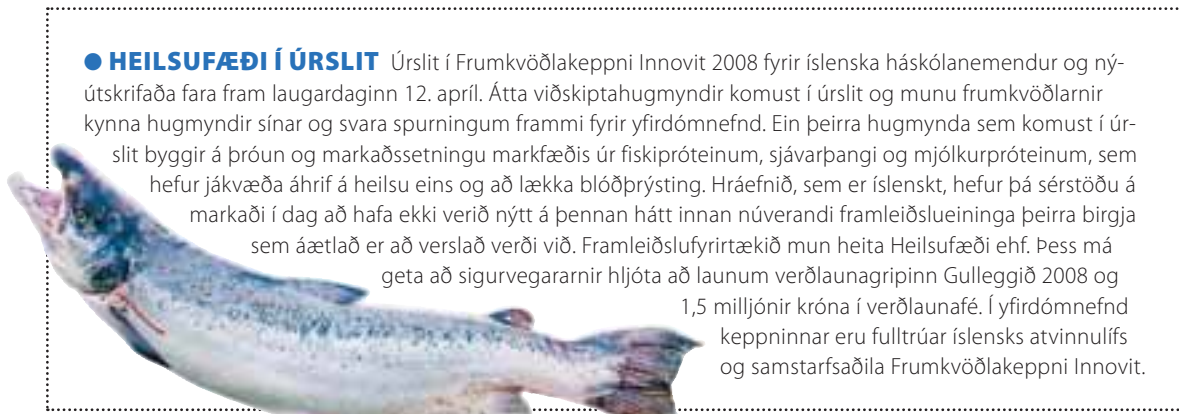 ● HEILSUFÆÐI Í ÚRSLIT Úrslit í Frumkvöðlakeppni Innovit 2008 fyrir íslenska háskólanemendur og ný-
útskrifaða fara fram laugardaginn 12. apríl. Átta viðskiptahugmyndir komust í úrslit og munu frumkvöðlarnir
kynna hugmyndir sínar og svara spurningum frammi fyrir yfirdómnefnd. Ein þeirra hugmynda sem komust í úr-
slit byggir á þróun og markaðssetningu markfæðis úr fiskipróteinum, sjávarþangi og mjólkurpróteinum, sem
hefur jákvæða áhrif á heilsu eins og að lækka blóðþrýsting. Hráefnið, sem er íslenskt, hefur þá sérstöðu á
markaði í dag að hafa ekki verið nýtt á þennan hátt innan núverandi framleiðslueininga þeirra birgja
sem áætlað er að verslað verði við. Framleiðslufyrirtækið mun heita Heilsufæði ehf. Þess má
geta að sigurvegararnir hljóta að launum verðlaunagripinn Gulleggið 2008 og
1,5 milljónir króna í verðlaunafé. Í yfirdómnefnd
keppninnar eru fulltrúar íslensks atvinnulífs
og samstarfsaðila Frumkvöðlakeppni Innovit.